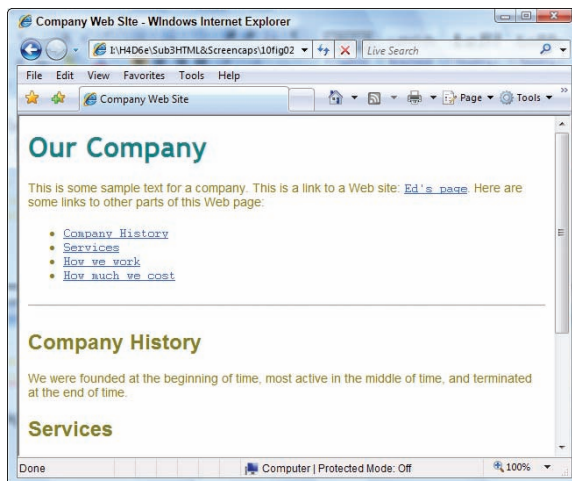 Company Web Site - Windows Internet Explorer
E:\H4D6e\Sub3HTML&Screencaps\10fig02
Live Search
File Edit View Favorites Tools Help
Company Web Site
Page Tools
Our Company
This is some sample text for a company. This is a link to a Web site: Ed's page. Here are
some links to other parts of this Web page:
• Company History
• Services
• How we work
• How much we cost
Company History
We were founded at the beginning of time, most active in the middle of time, and terminated
at the end of time.
Services
Done
Computer | Protected Mode: Off
100%